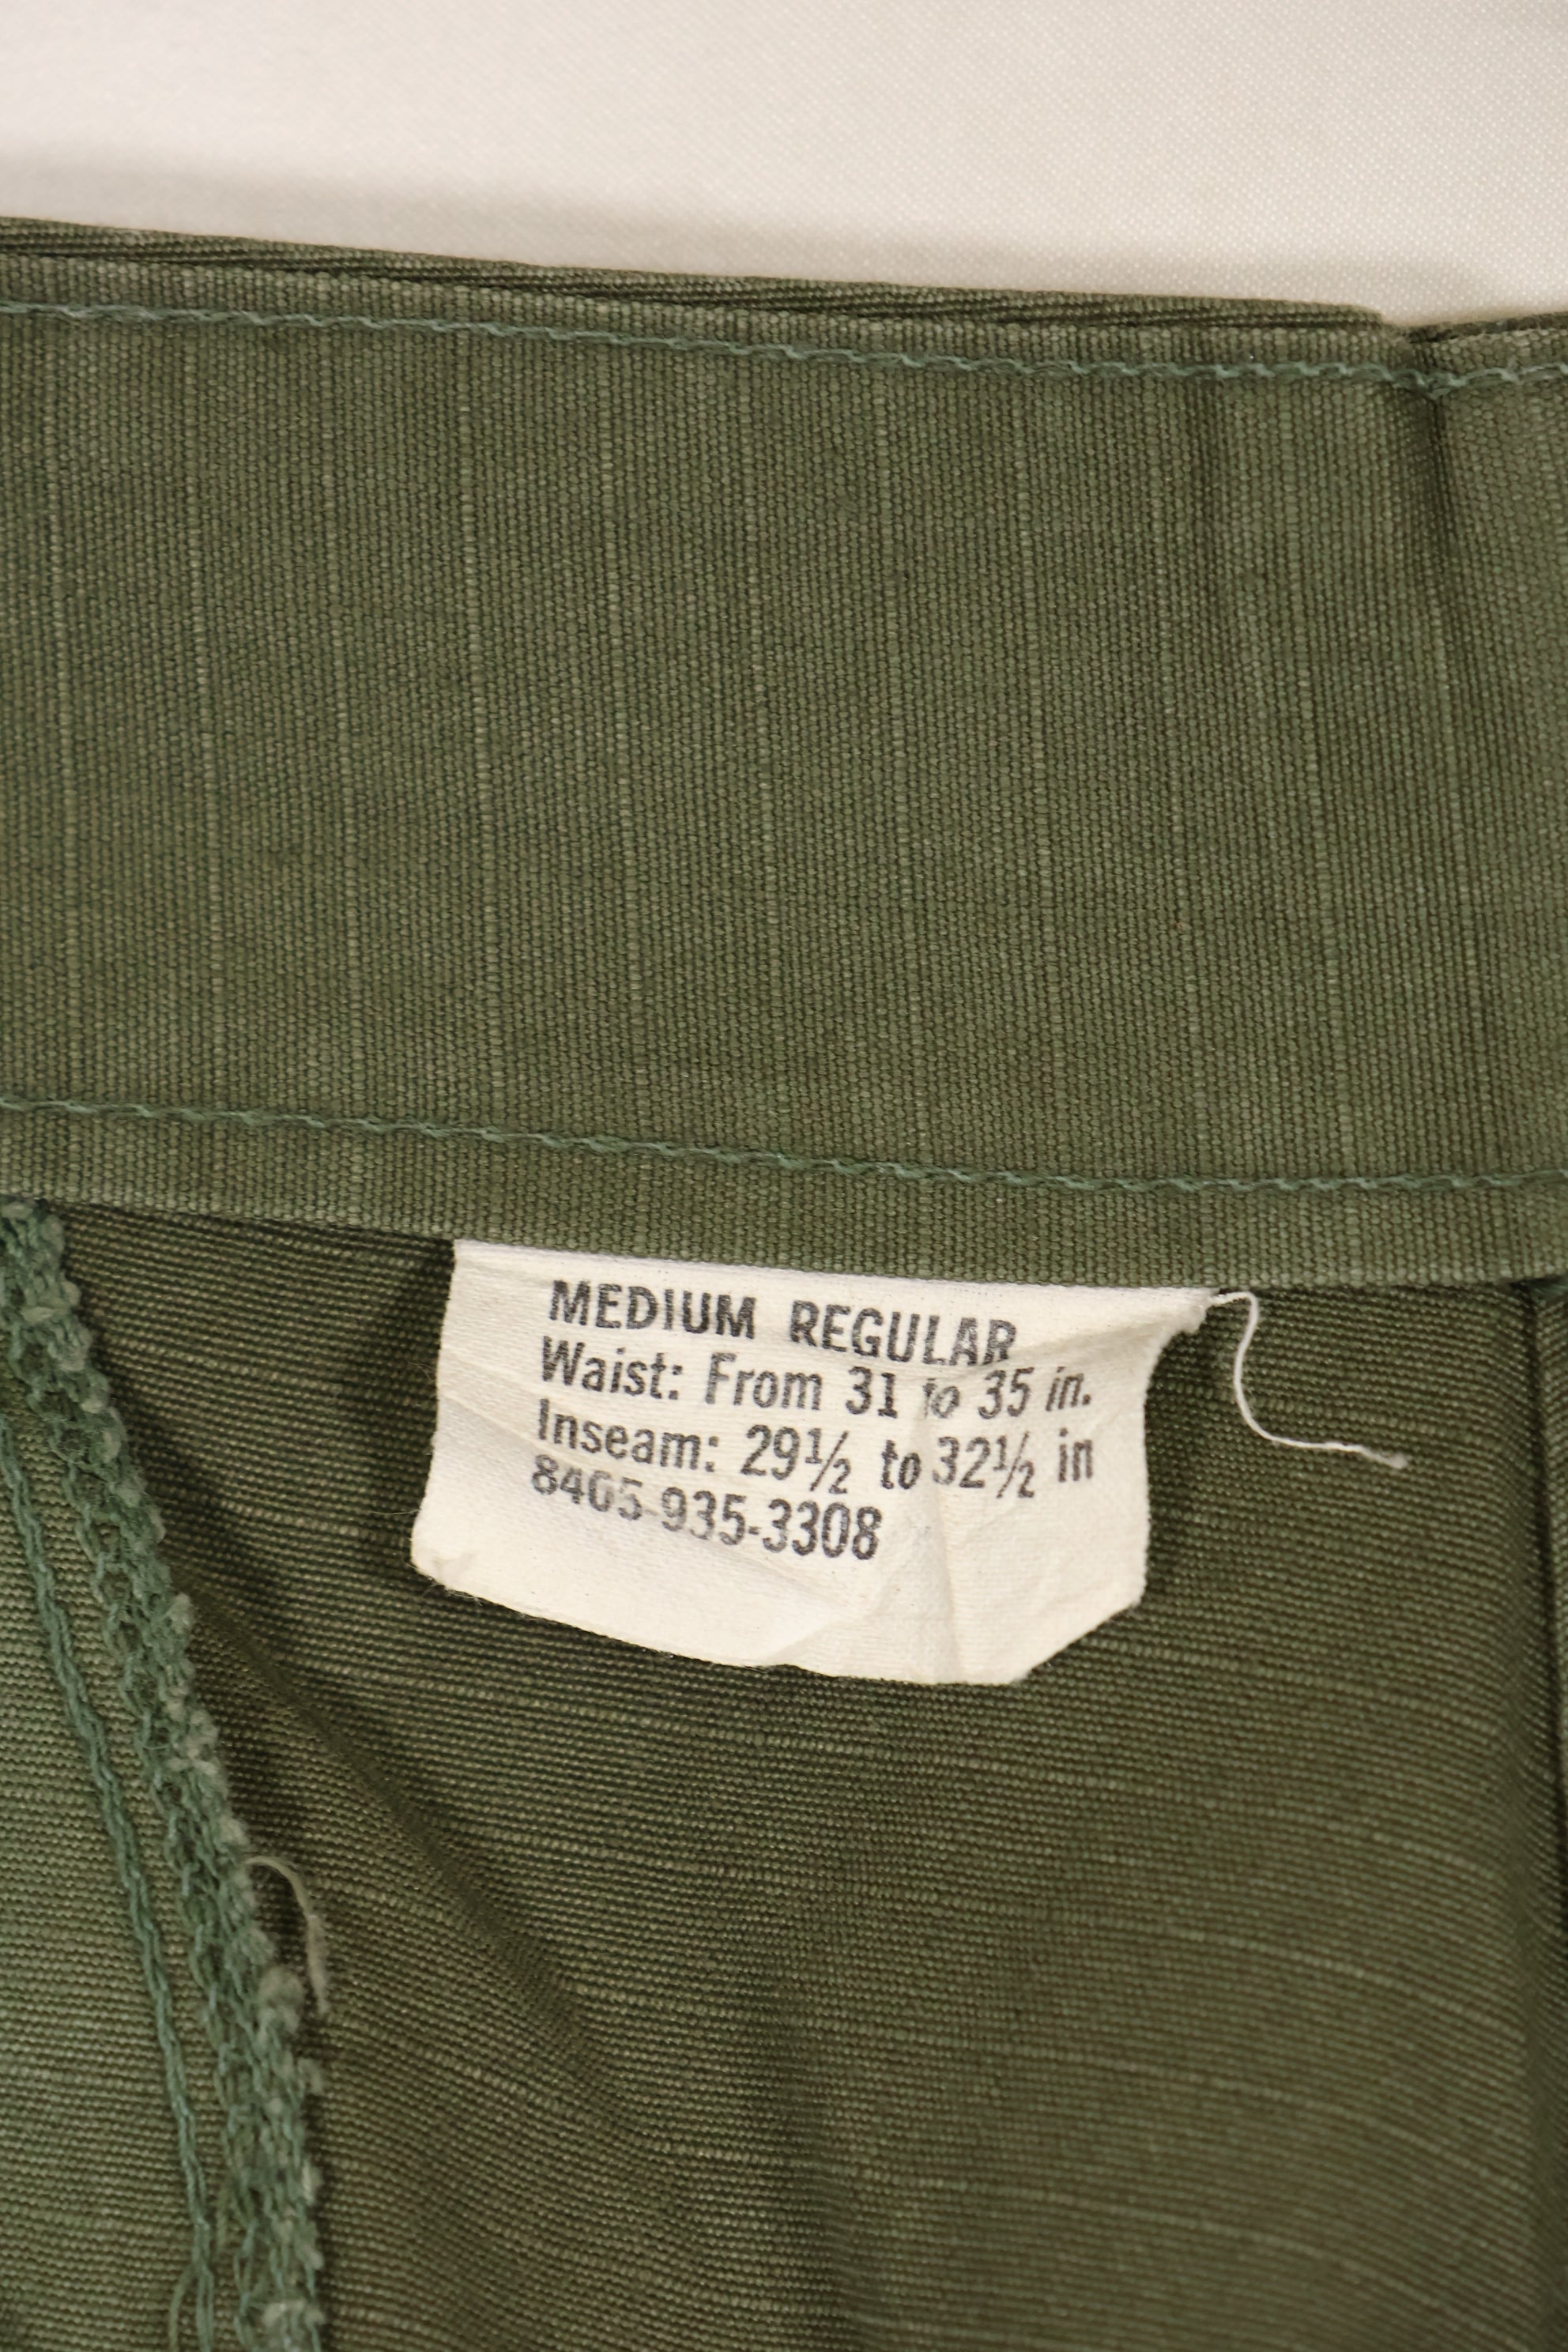 MEDIUM REGULAR
Waist: From 31 to 35 in.
Inseam: 29½ to 32½ in
8405-935-3308